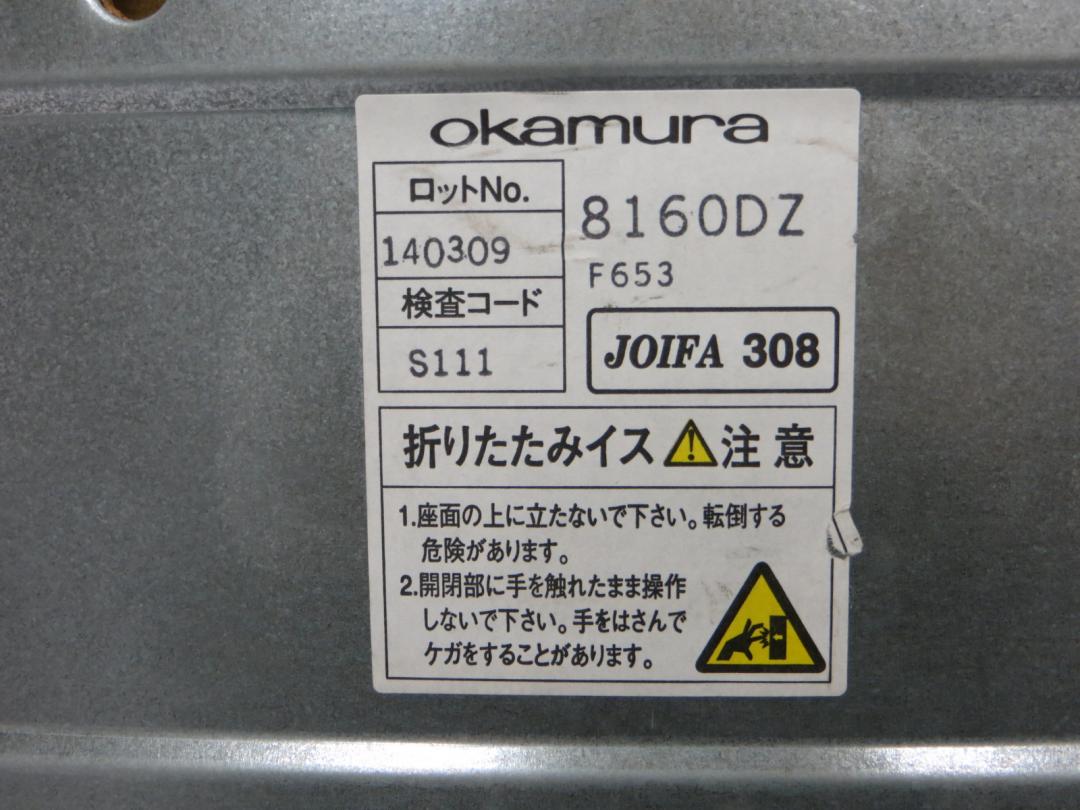 okamura
ロットNo.
140309
検査コード
S111
8160DZ
F653
JOIFA 308
折りたたみイス ⚠ 注意
1.座面の上に立たないで下さい。転倒する
危険があります。
2.開閉部に手を触れたまま操作
しないで下さい。手をはさんで
ケガをすることがあります。